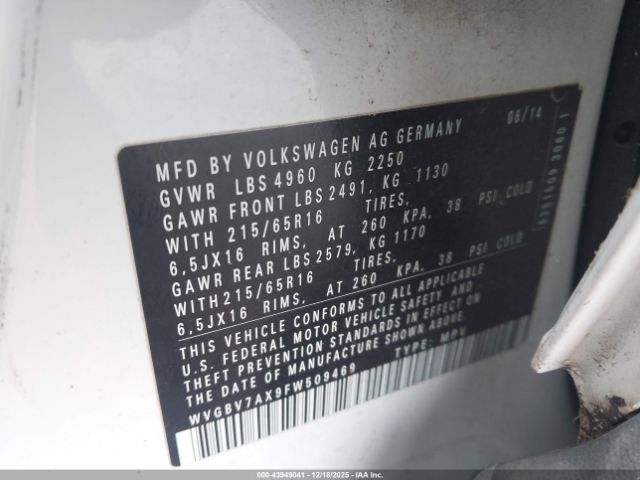 MFD BY VOLKSWAGEN AG GERMANY 06/14
GVWR LBS 4960 KG 2250
GAWR FRONT LBS 2491, KG 1130
WITH 215/65R16 TIRES,
6,5JX16 RIMS, AT 260 KPA, 38 PSI COLD
GAWR REAR LBS 2579, KG 1170
WITH 215/65R16 TIRES,
6,5JX16 RIMS, AT 260 KPA, 38 PSI COLD
THIS VEHICLE CONFORMS TO ALL APPLICABLE
U.S. FEDERAL MOTOR VEHICLE SAFETY AND
THEFT PREVENTION STANDARDS IN EFFECT ON
THE DATE OF MANUFACTURE SHOWN ABOVE.
WVGBV7AX9FW509469 TYPE: MPV
000-43949041 - 12/18/2025 - IAAI.com